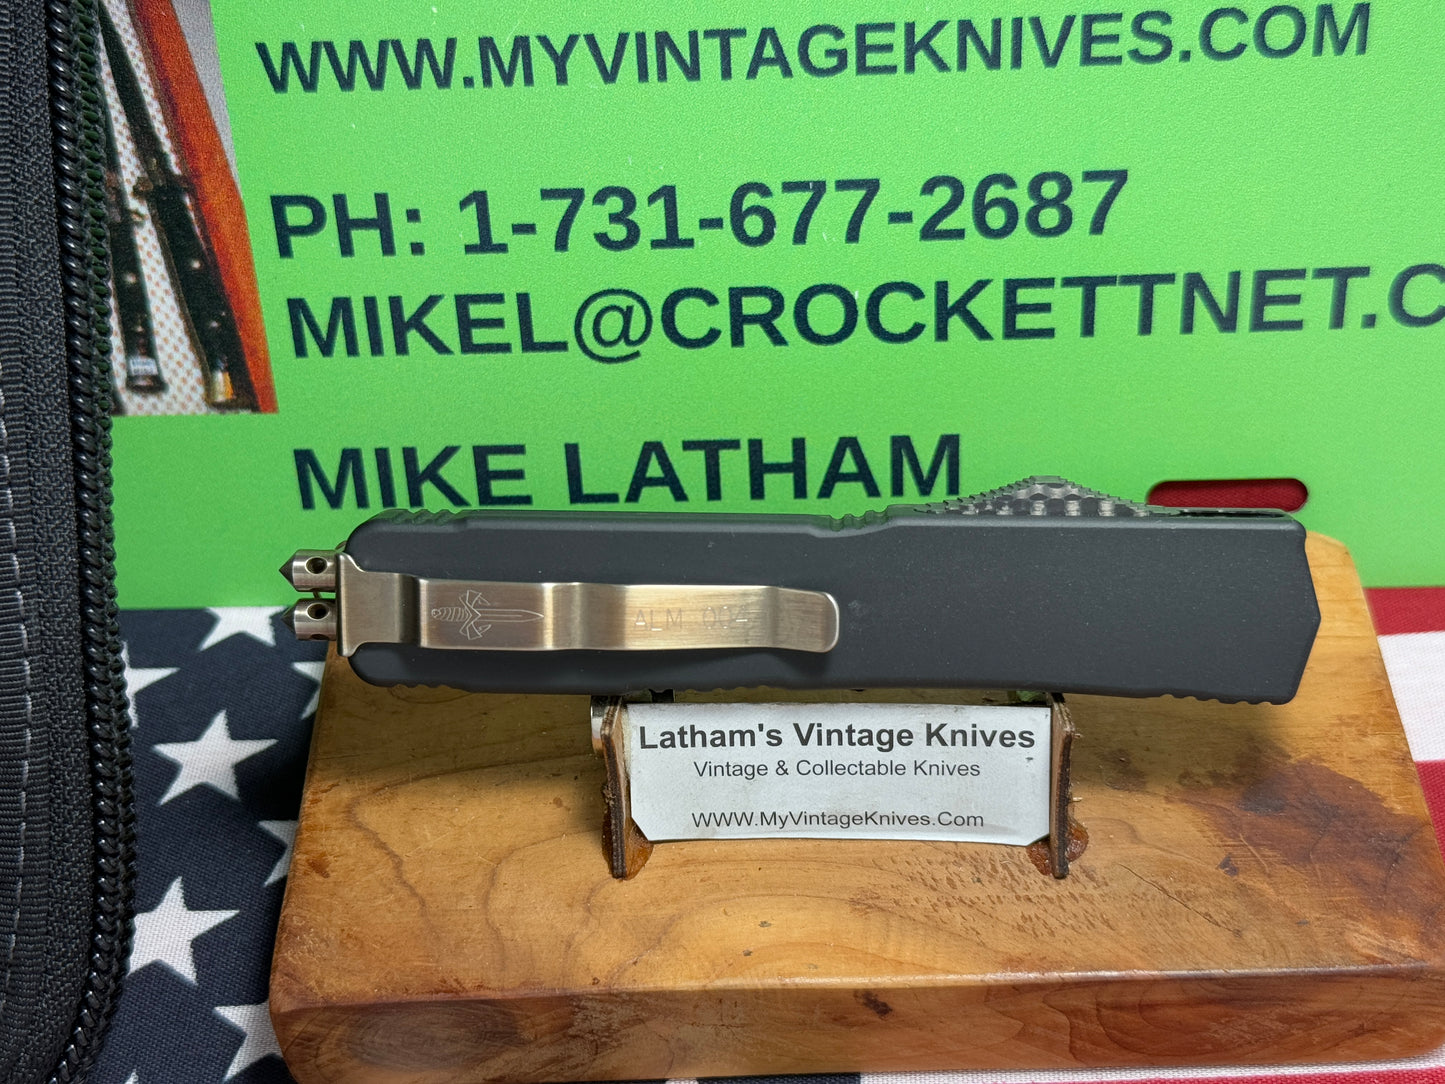 WWW.MYVINTAGEKNIVES.COM
PH: 1-731-677-2687
MIKEL@CROCKETTNET.C
MIKE LATHAM
ALM 004
Latham's Vintage Knives
Vintage & Collectable Knives
WWW.MyVintageKnives.Com